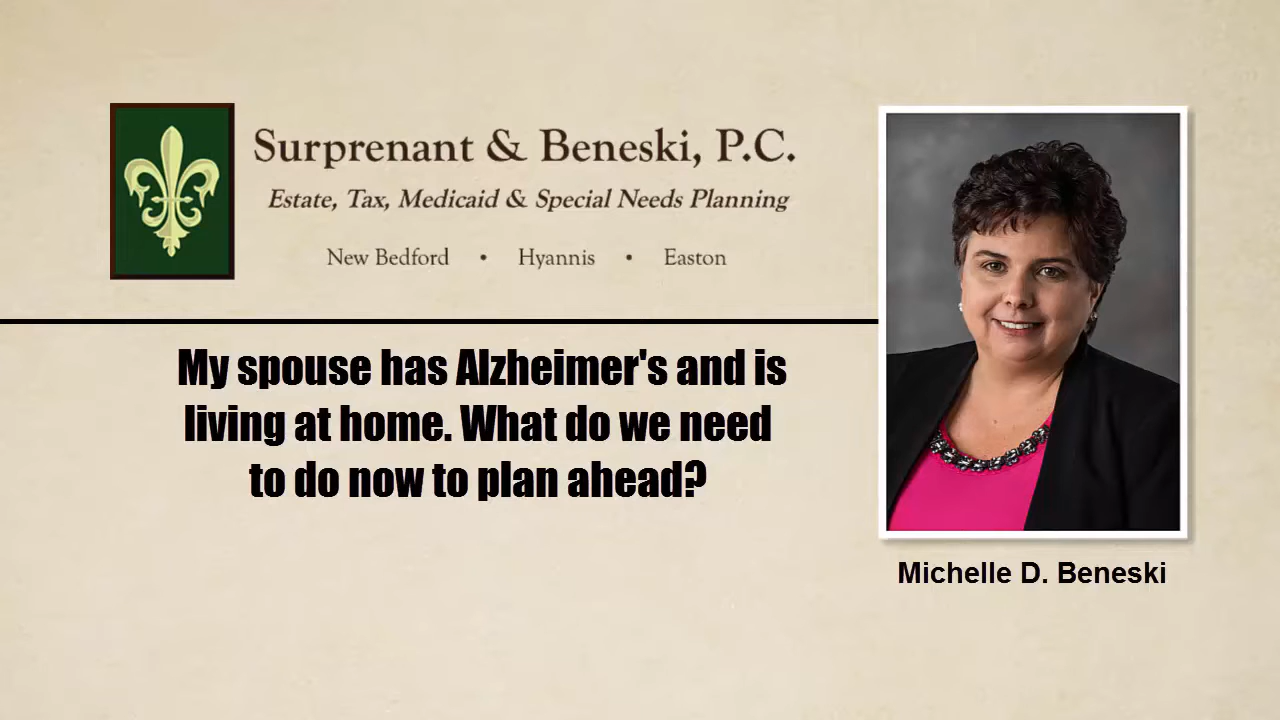 Surprenant & Beneski, P.C.
Estate, Tax, Medicaid & Special Needs Planning
New Bedford • Hyannis • Easton
My spouse has Alzheimer's and is
living at home. What do we need
to do now to plan ahead?
Michelle D. Beneski